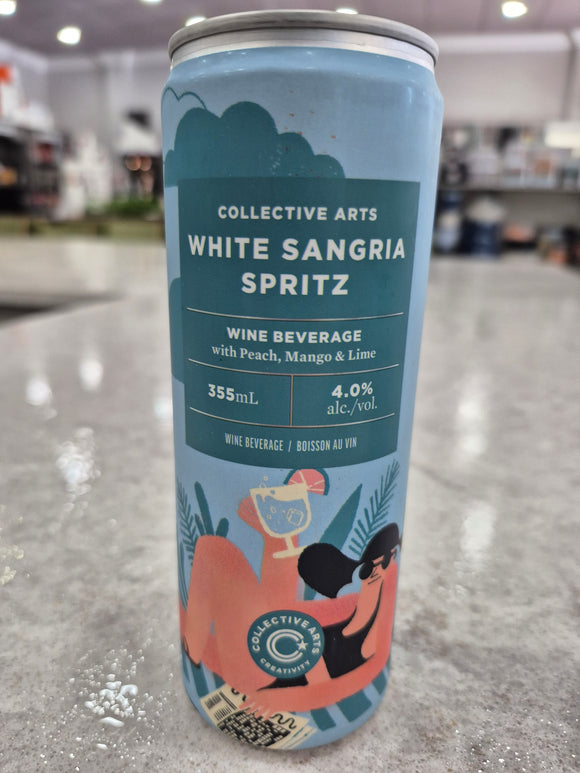 COLLECTIVE ARTS
WHITE SANGRIA
SPRITZ
WINE BEVERAGE
with Peach, Mango & Lime
355mL
4.0%
alc./vol.
WINE BEVERAGE / BOISSON AU VIN
COLLECTIVE ARTS
C
CREATIVITY